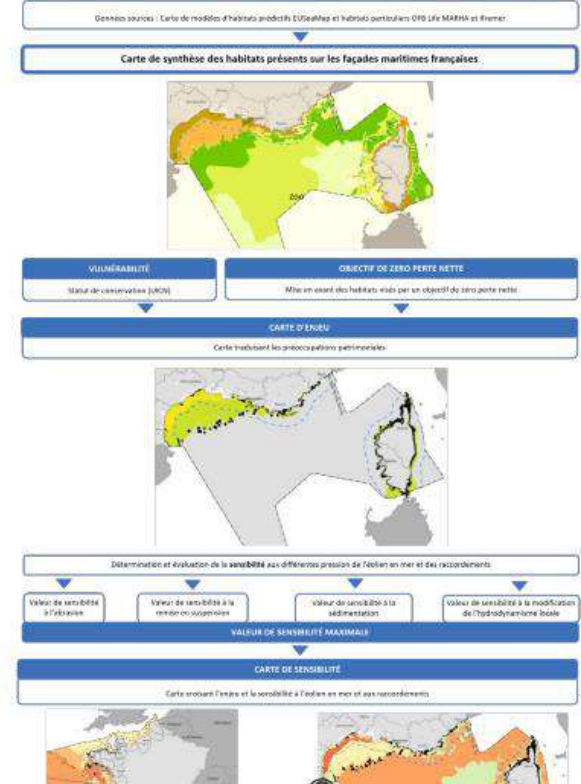 Données sources : Carte de modèles d'habitats prédictifs EUSeaMap et habitats particuliers OFB Life MARHA et Kremer
Carte de synthèse des habitats présents sur les façades maritimes françaises
VULNÉRABILITÉ
Statut de conservation (UICN)
OBJECTIF DE ZERO PERTE NETTE
Mise en avant des habitats visés par un objectif de zéro perte nette
CARTE D'ENJEU
Carte traduisant les préoccupations patrimoniales
Détermination et évaluation de la sensibilité aux différentes pression de l'éolien en mer et des raccordements
Valeur de sensibilité
à l'abrasion
Valeur de sensibilité à la
remise en suspension
Valeur de sensibilité à la
sédimentation
Valeur de sensibilité à la modification
de l'hydrodynamisme locale
VALEUR DE SENSIBILITÉ MAXIMALE
CARTE DE SENSIBILITÉ
Carte croisant l'enjeu et la sensibilité à l'éolien en mer et aux raccordements